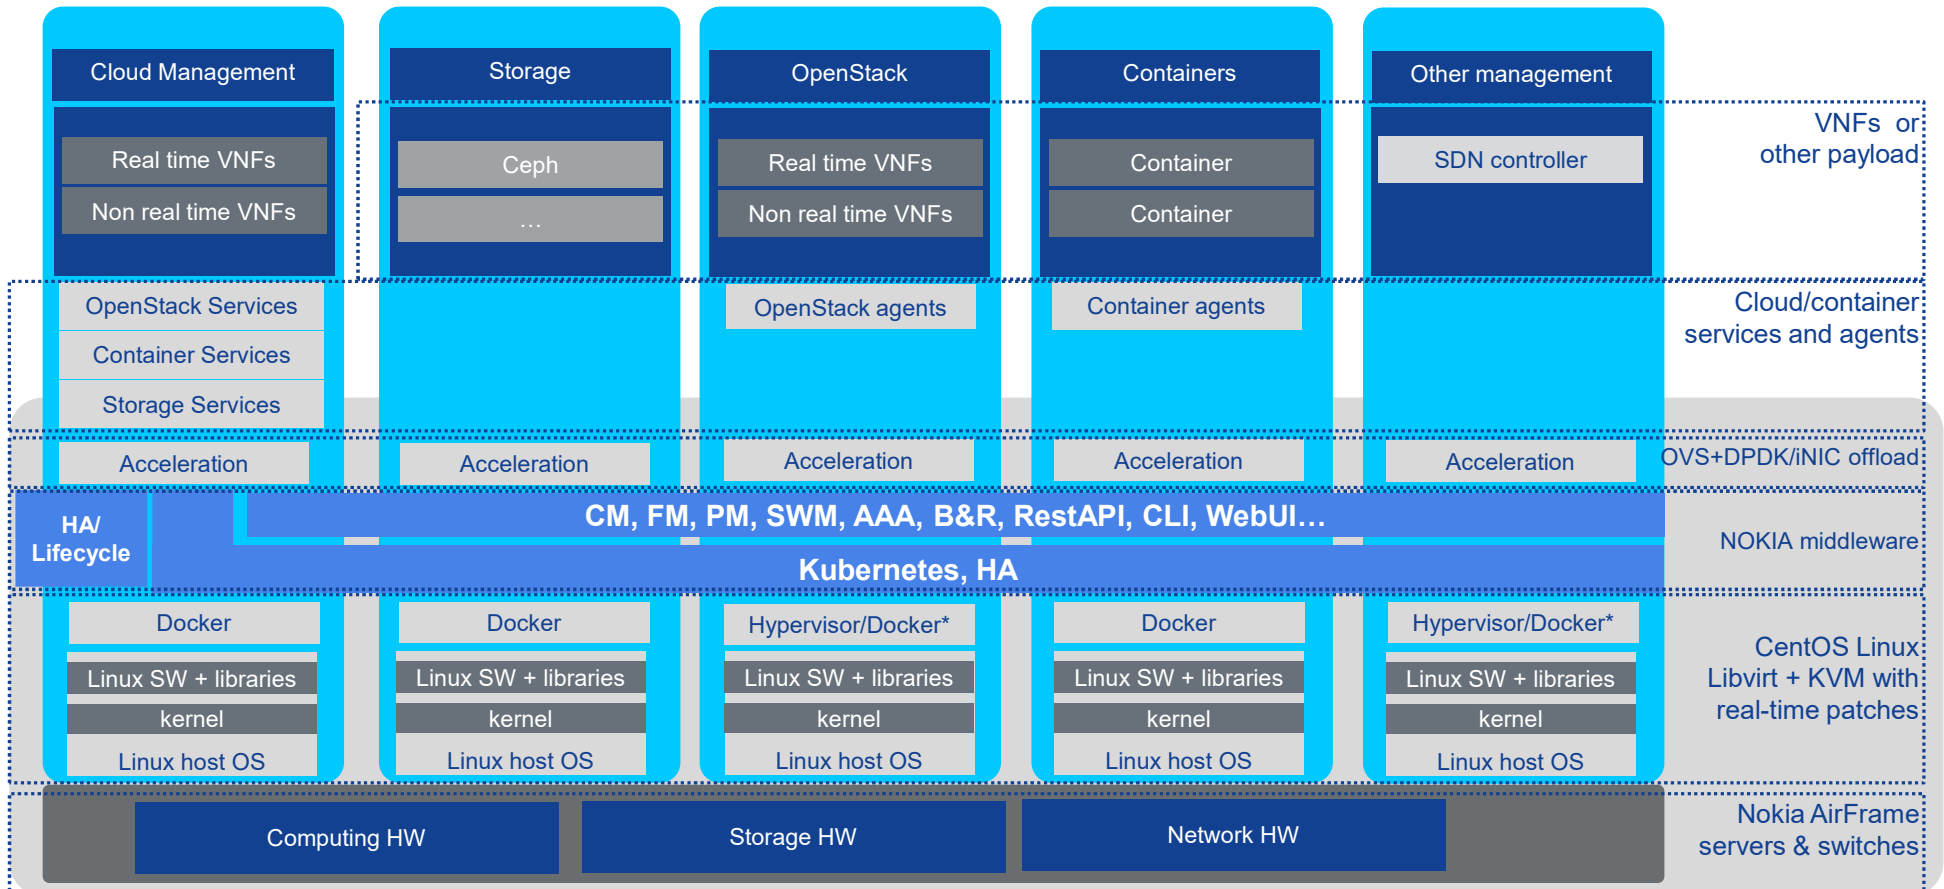 Cloud Management
Storage
OpenStack
Containers
Other management
VNFs or
other payload
Real time VNFs
Non real time VNFs
Ceph
...
Real time VNFs
Non real time VNFs
Container
Container
SDN controller
Cloud/container
services and agents
OpenStack Services
Container Services
Storage Services
OpenStack agents
Container agents
Acceleration
Acceleration
Acceleration
Acceleration
Acceleration
OVS+DPDK/iNIC offload
HA/
Lifecycle
CM, FM, PM, SWM, AAA, B&R, RestAPI, CLI, WebUI...
Kubernetes, HA
NOKIA middleware
Docker
Docker
Hypervisor/Docker*
Docker
Hypervisor/Docker*
Linux SW + libraries
Linux SW + libraries
Linux SW + libraries
Linux SW + libraries
Linux SW + libraries
kernel
kernel
kernel
kernel
kernel
Linux host OS
Linux host OS
Linux host OS
Linux host OS
Linux host OS
CentOS Linux
Libvirt + KVM with
real-time patches
Computing HW
Storage HW
Network HW
Nokia AirFrame
servers & switches